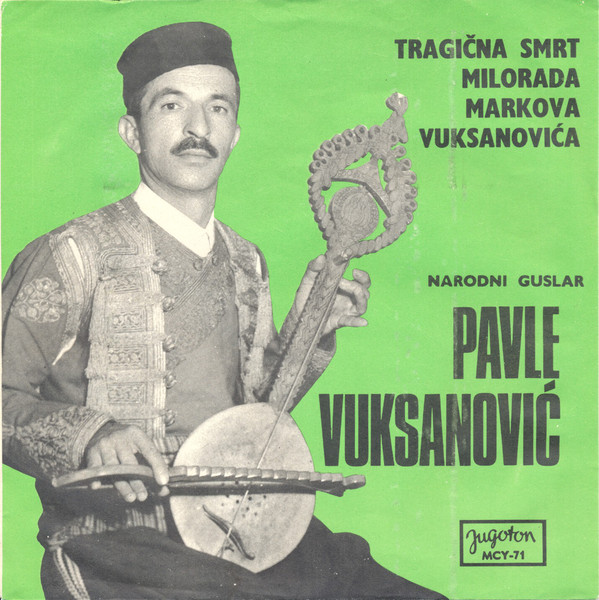 TRAGIČNA SMRT
MILORADA
MARKOVA
VUKSANOVIĆA
NARODNI GUSLAR
PAVLE
VUKSANOVIĆ
Jugoton
MCY-71